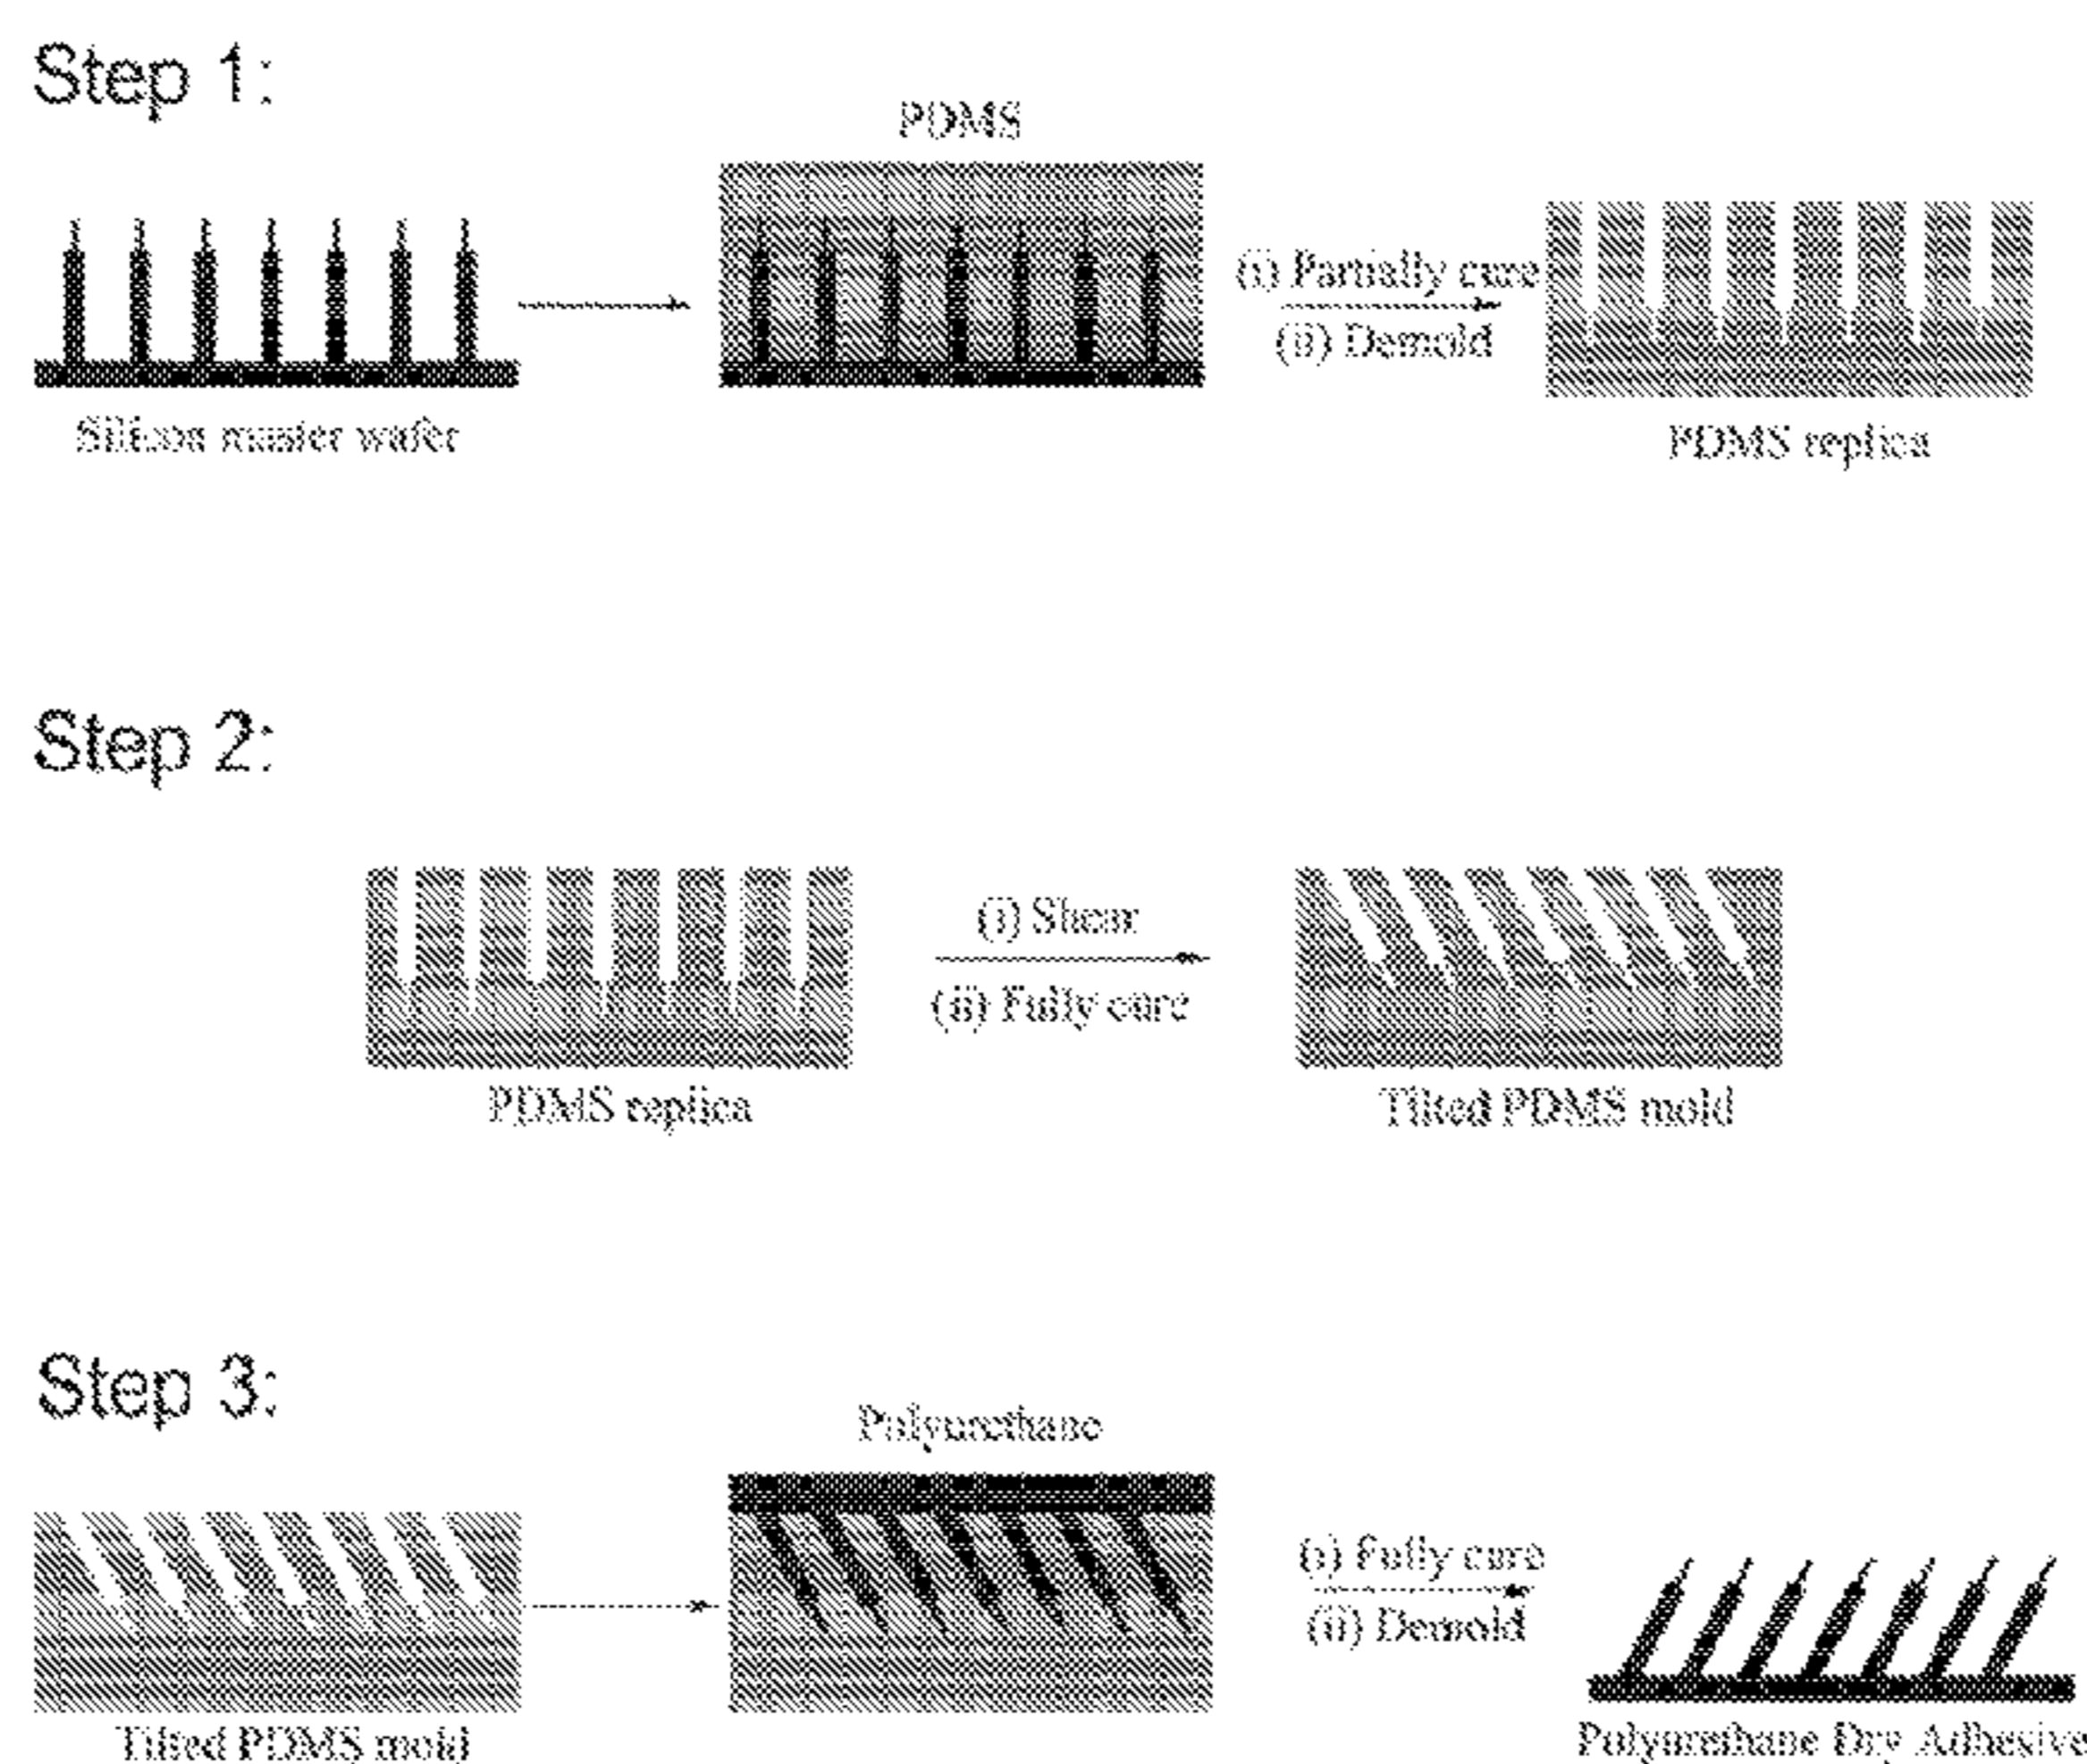 Step 1:
PDMS
(i) Partially cure
(ii) Demold
Silicon master wafer
PDMS replica
Step 2:
(i) Shear
(ii) Fully cure
PDMS replica
Tilted PDMS mold
Step 3:
Polyurethane
(i) Fully cure
(ii) Demold
Tilted PDMS mold
Polyurethane Dry Adhesive